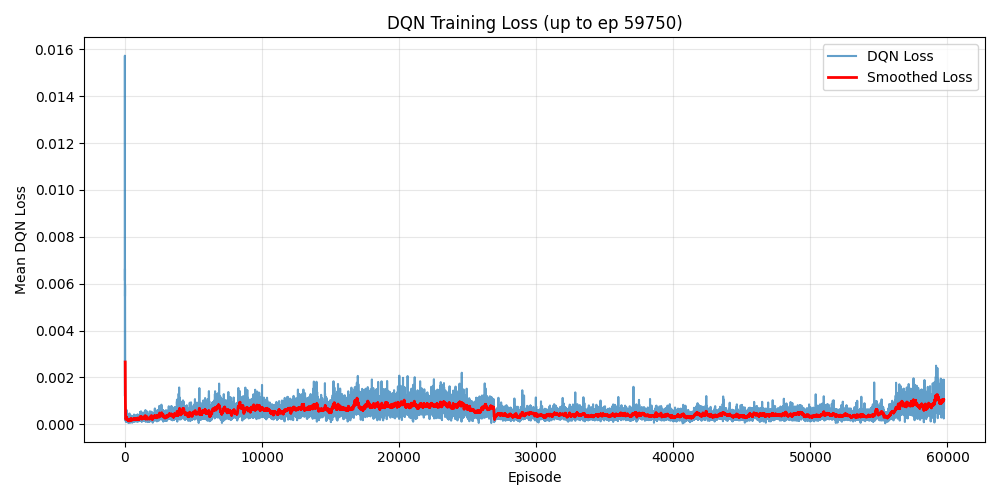 DQN Training Loss (up to ep 59750)
DQN Loss
Smoothed Loss
Mean DQN Loss
0.016
0.014
0.012
0.010
0.008
0.006
0.004
0.002
0.000
0 10000 20000 30000 40000 50000 60000
Episode